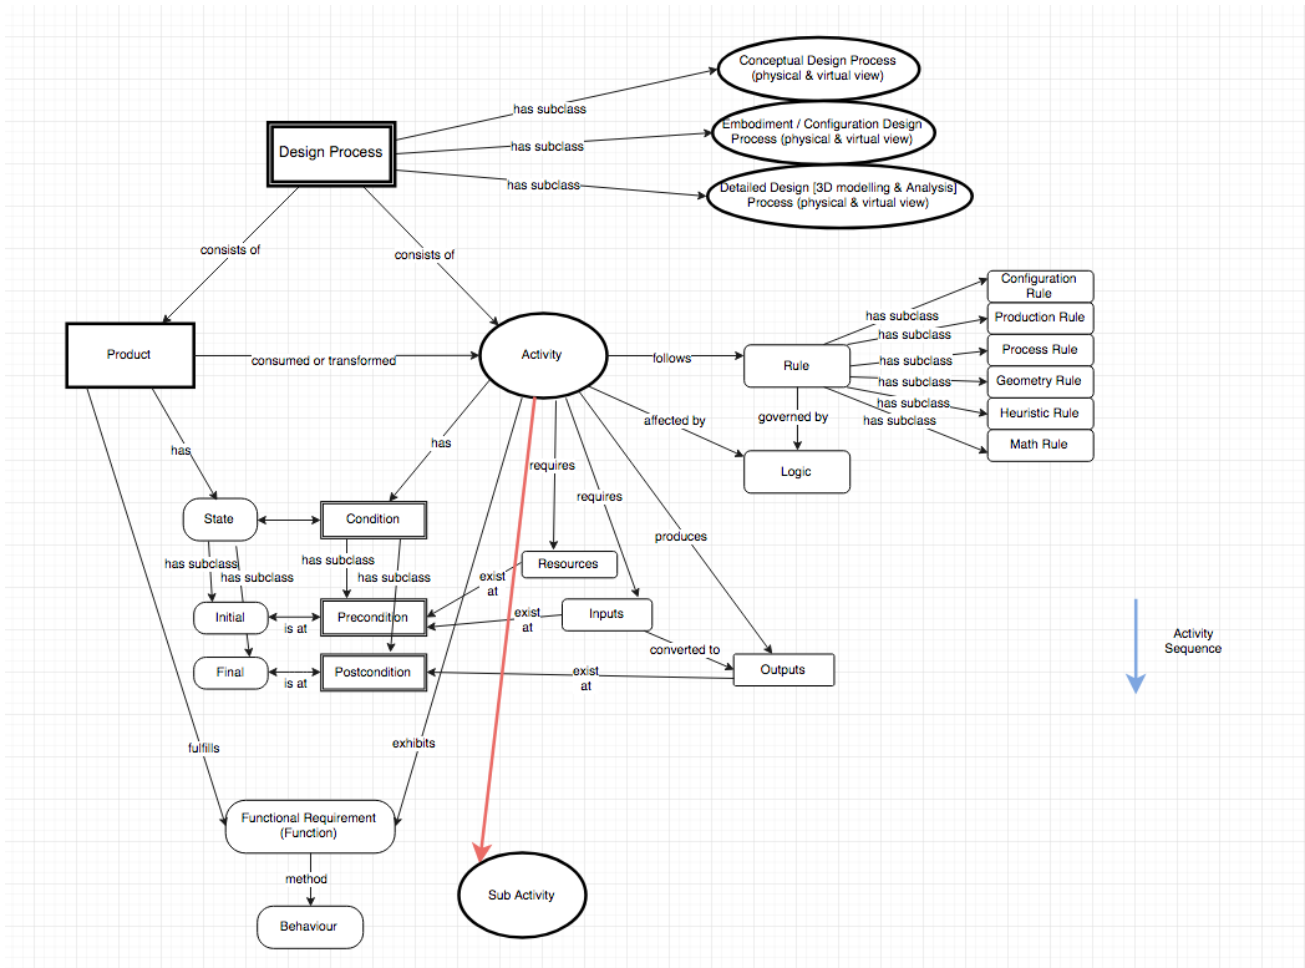 Conceptual Design Process
(physical & virtual view)
has subclass
Embodiment / Configuration Design
Process (physical & virtual view)
Design Process
has subclass
has subclass
Detailed Design [3D modelling & Analysis]
Process (physical & virtual view)
consists of
consists of
Configuration
Rule
has subclass
Production Rule
has subclass
Product
consumed or transformed
Activity
follows
Rule
has subclass
Process Rule
has subclass
Geometry Rule
has subclass
Heuristic Rule
has subclass
Math Rule
affected by
governed by
has
has
requires
Logic
requires
State
Condition
produces
has subclass
has subclass
has subclass
has subclass
Resources
exist
at
Initial
is at
Precondition
exist
at
Inputs
converted to
Activity
Sequence
Final
is at
Postcondition
exist
at
Outputs
fulfills
exhibits
Functional Requirement
(Function)
method
Behaviour
Sub Activity